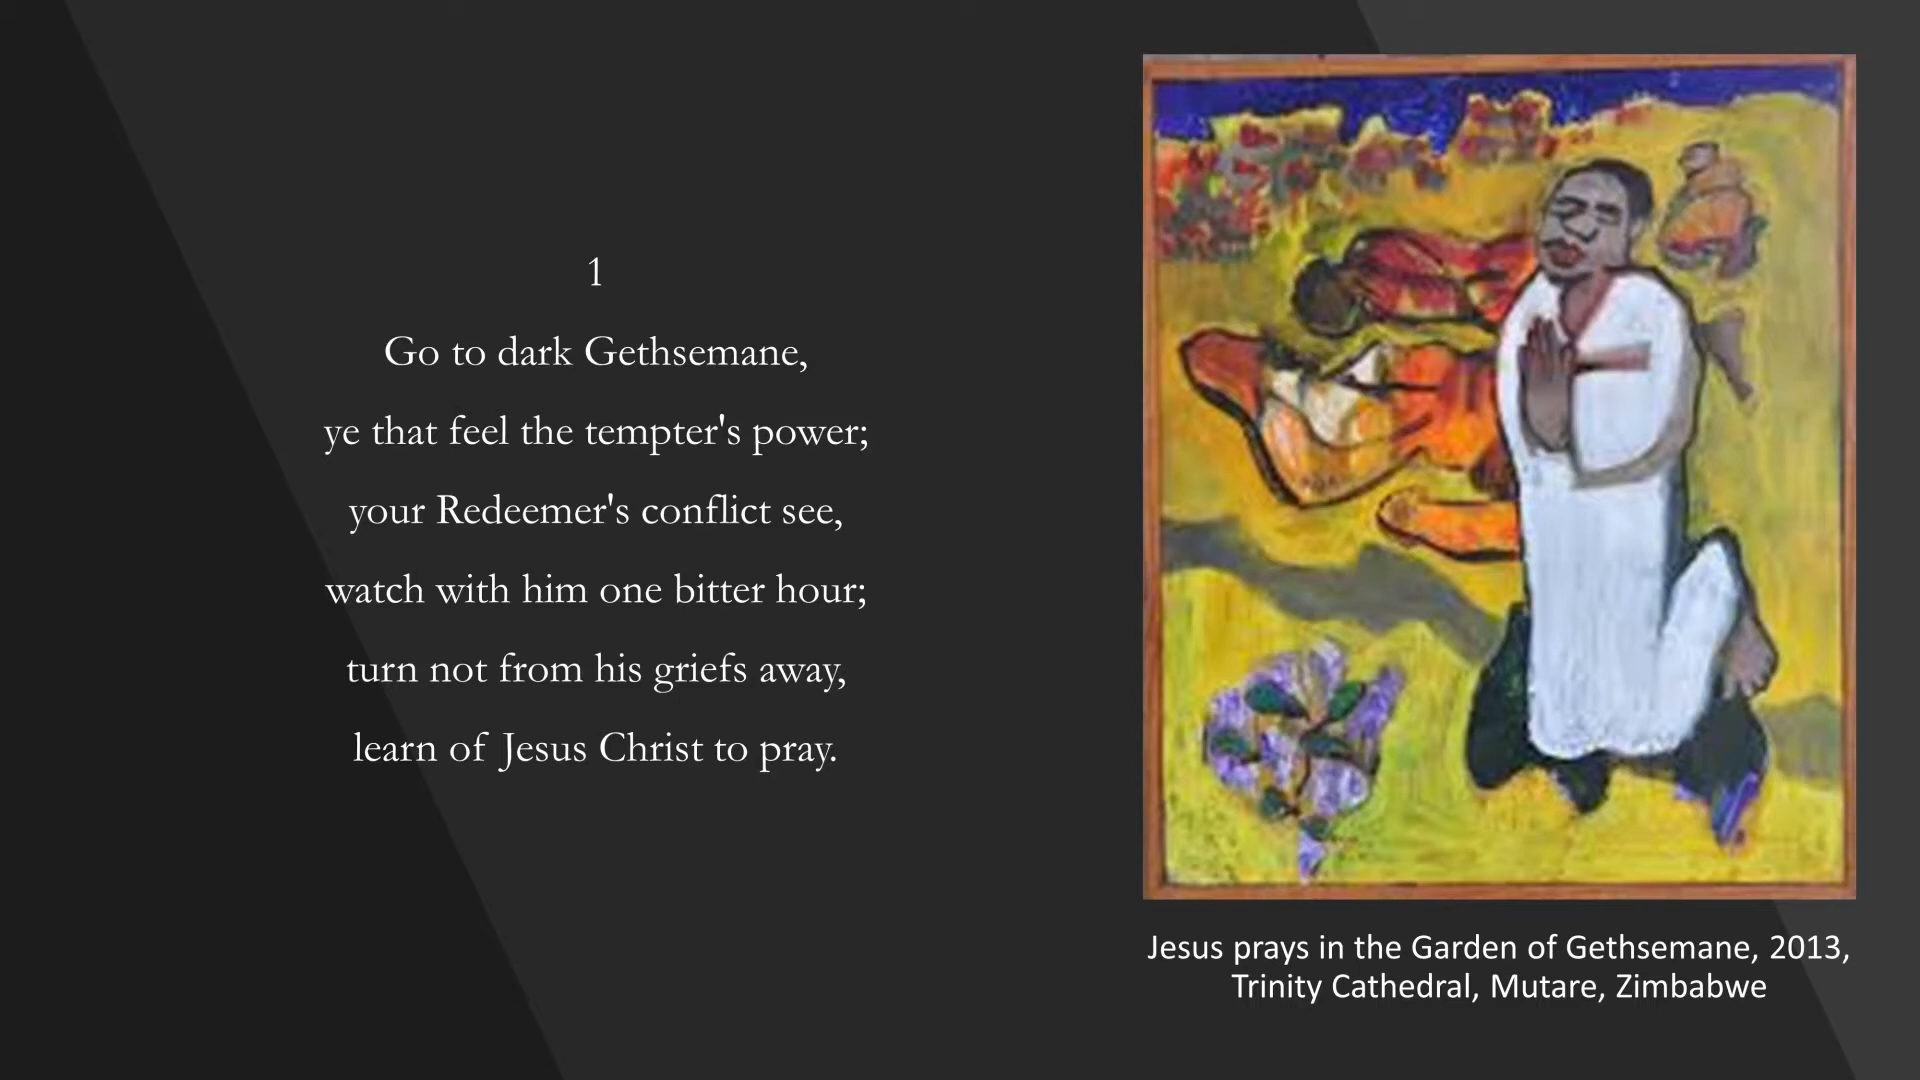 1
Go to dark Gethsemane,
ye that feel the tempter's power;
your Redeemer's conflict see,
watch with him one bitter hour;
turn not from his griefs away,
learn of Jesus Christ to pray.
Jesus prays in the Garden of Gethsemane, 2013,
Trinity Cathedral, Mutare, Zimbabwe